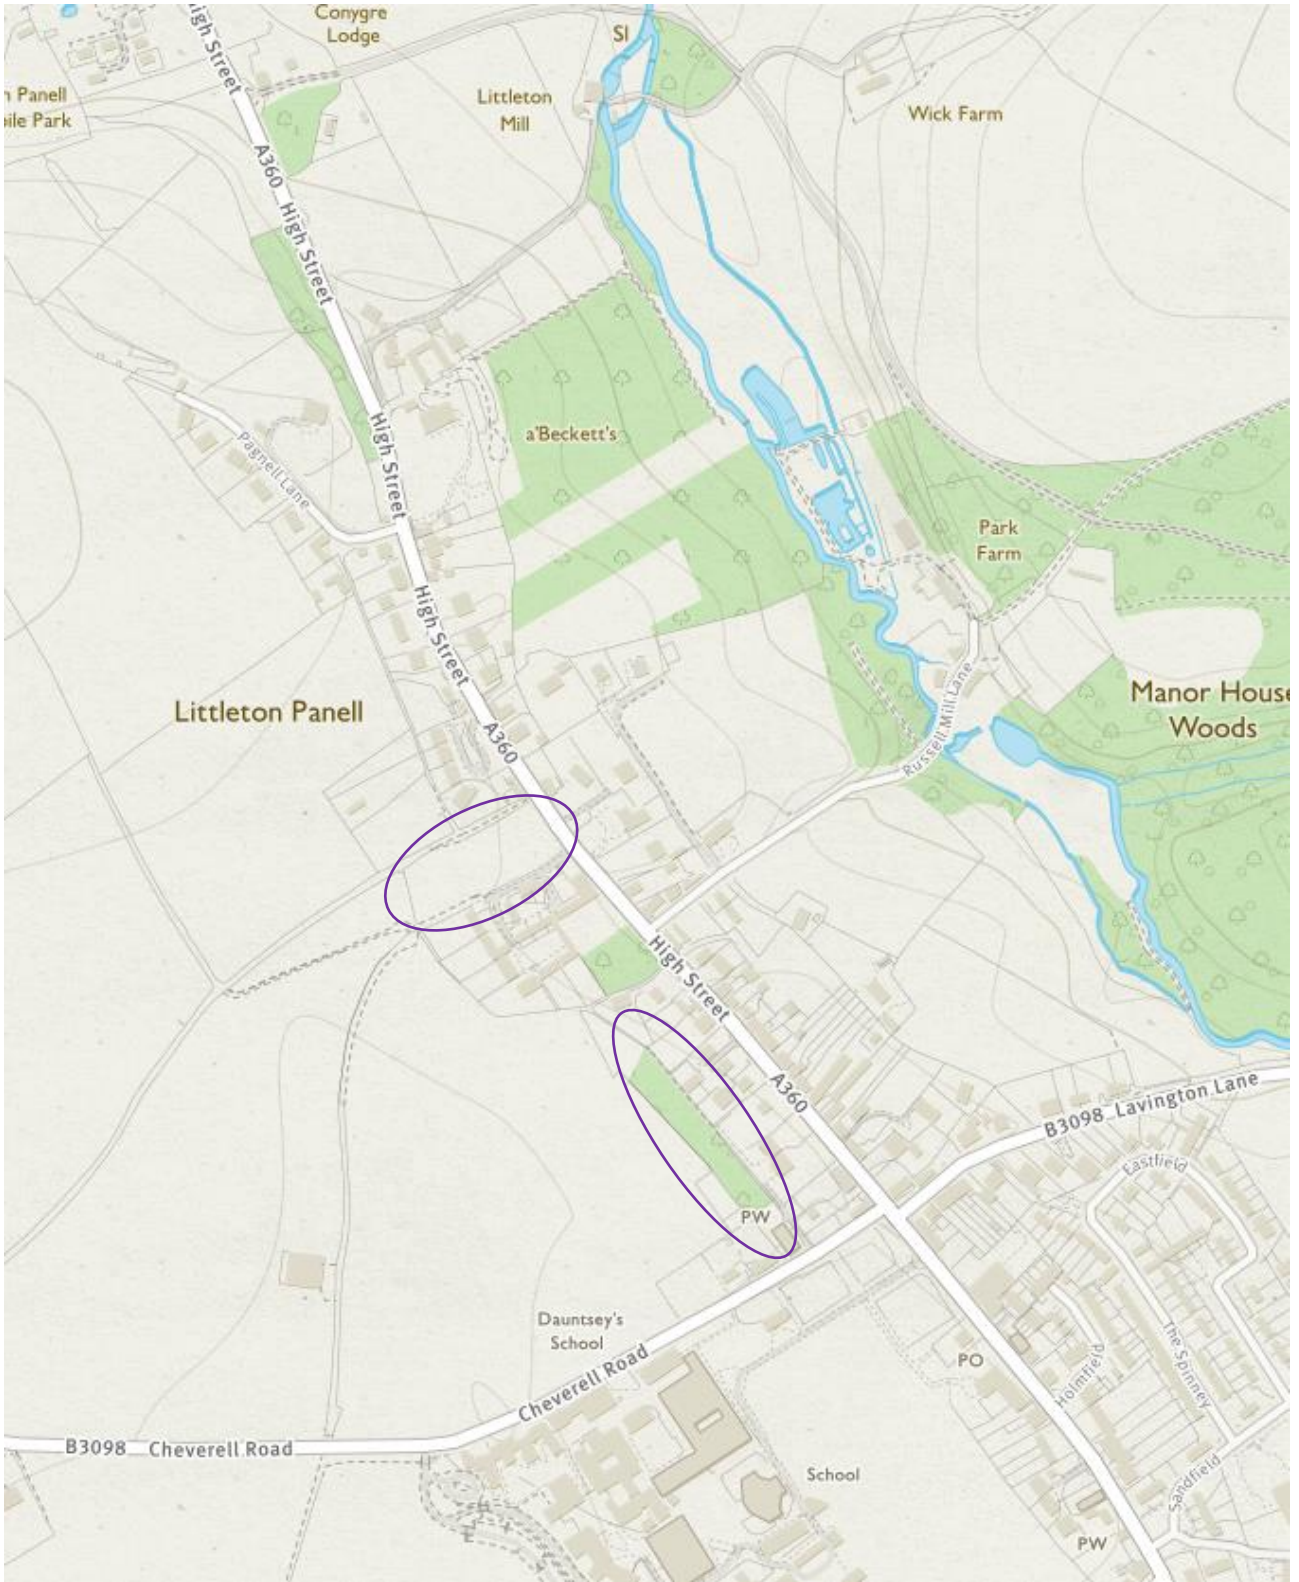 High Street
Conygre
Lodge
SI
Panell
Park
Littleton
Mill
Wick Farm
A360
High Street
High Street
Pagnell Lane
a'Beckett's
Park
Farm
High Street
Littleton Panell
A360
Russell Mill Lane
Manor House
Woods
High Street
A360
B3098 Lavington Lane
Eastfield
PW
Dauntsey's
School
Cheverell Road
PO
Holmfield
The Spinney
B3098 Cheverell Road
School
Sandfield
PW